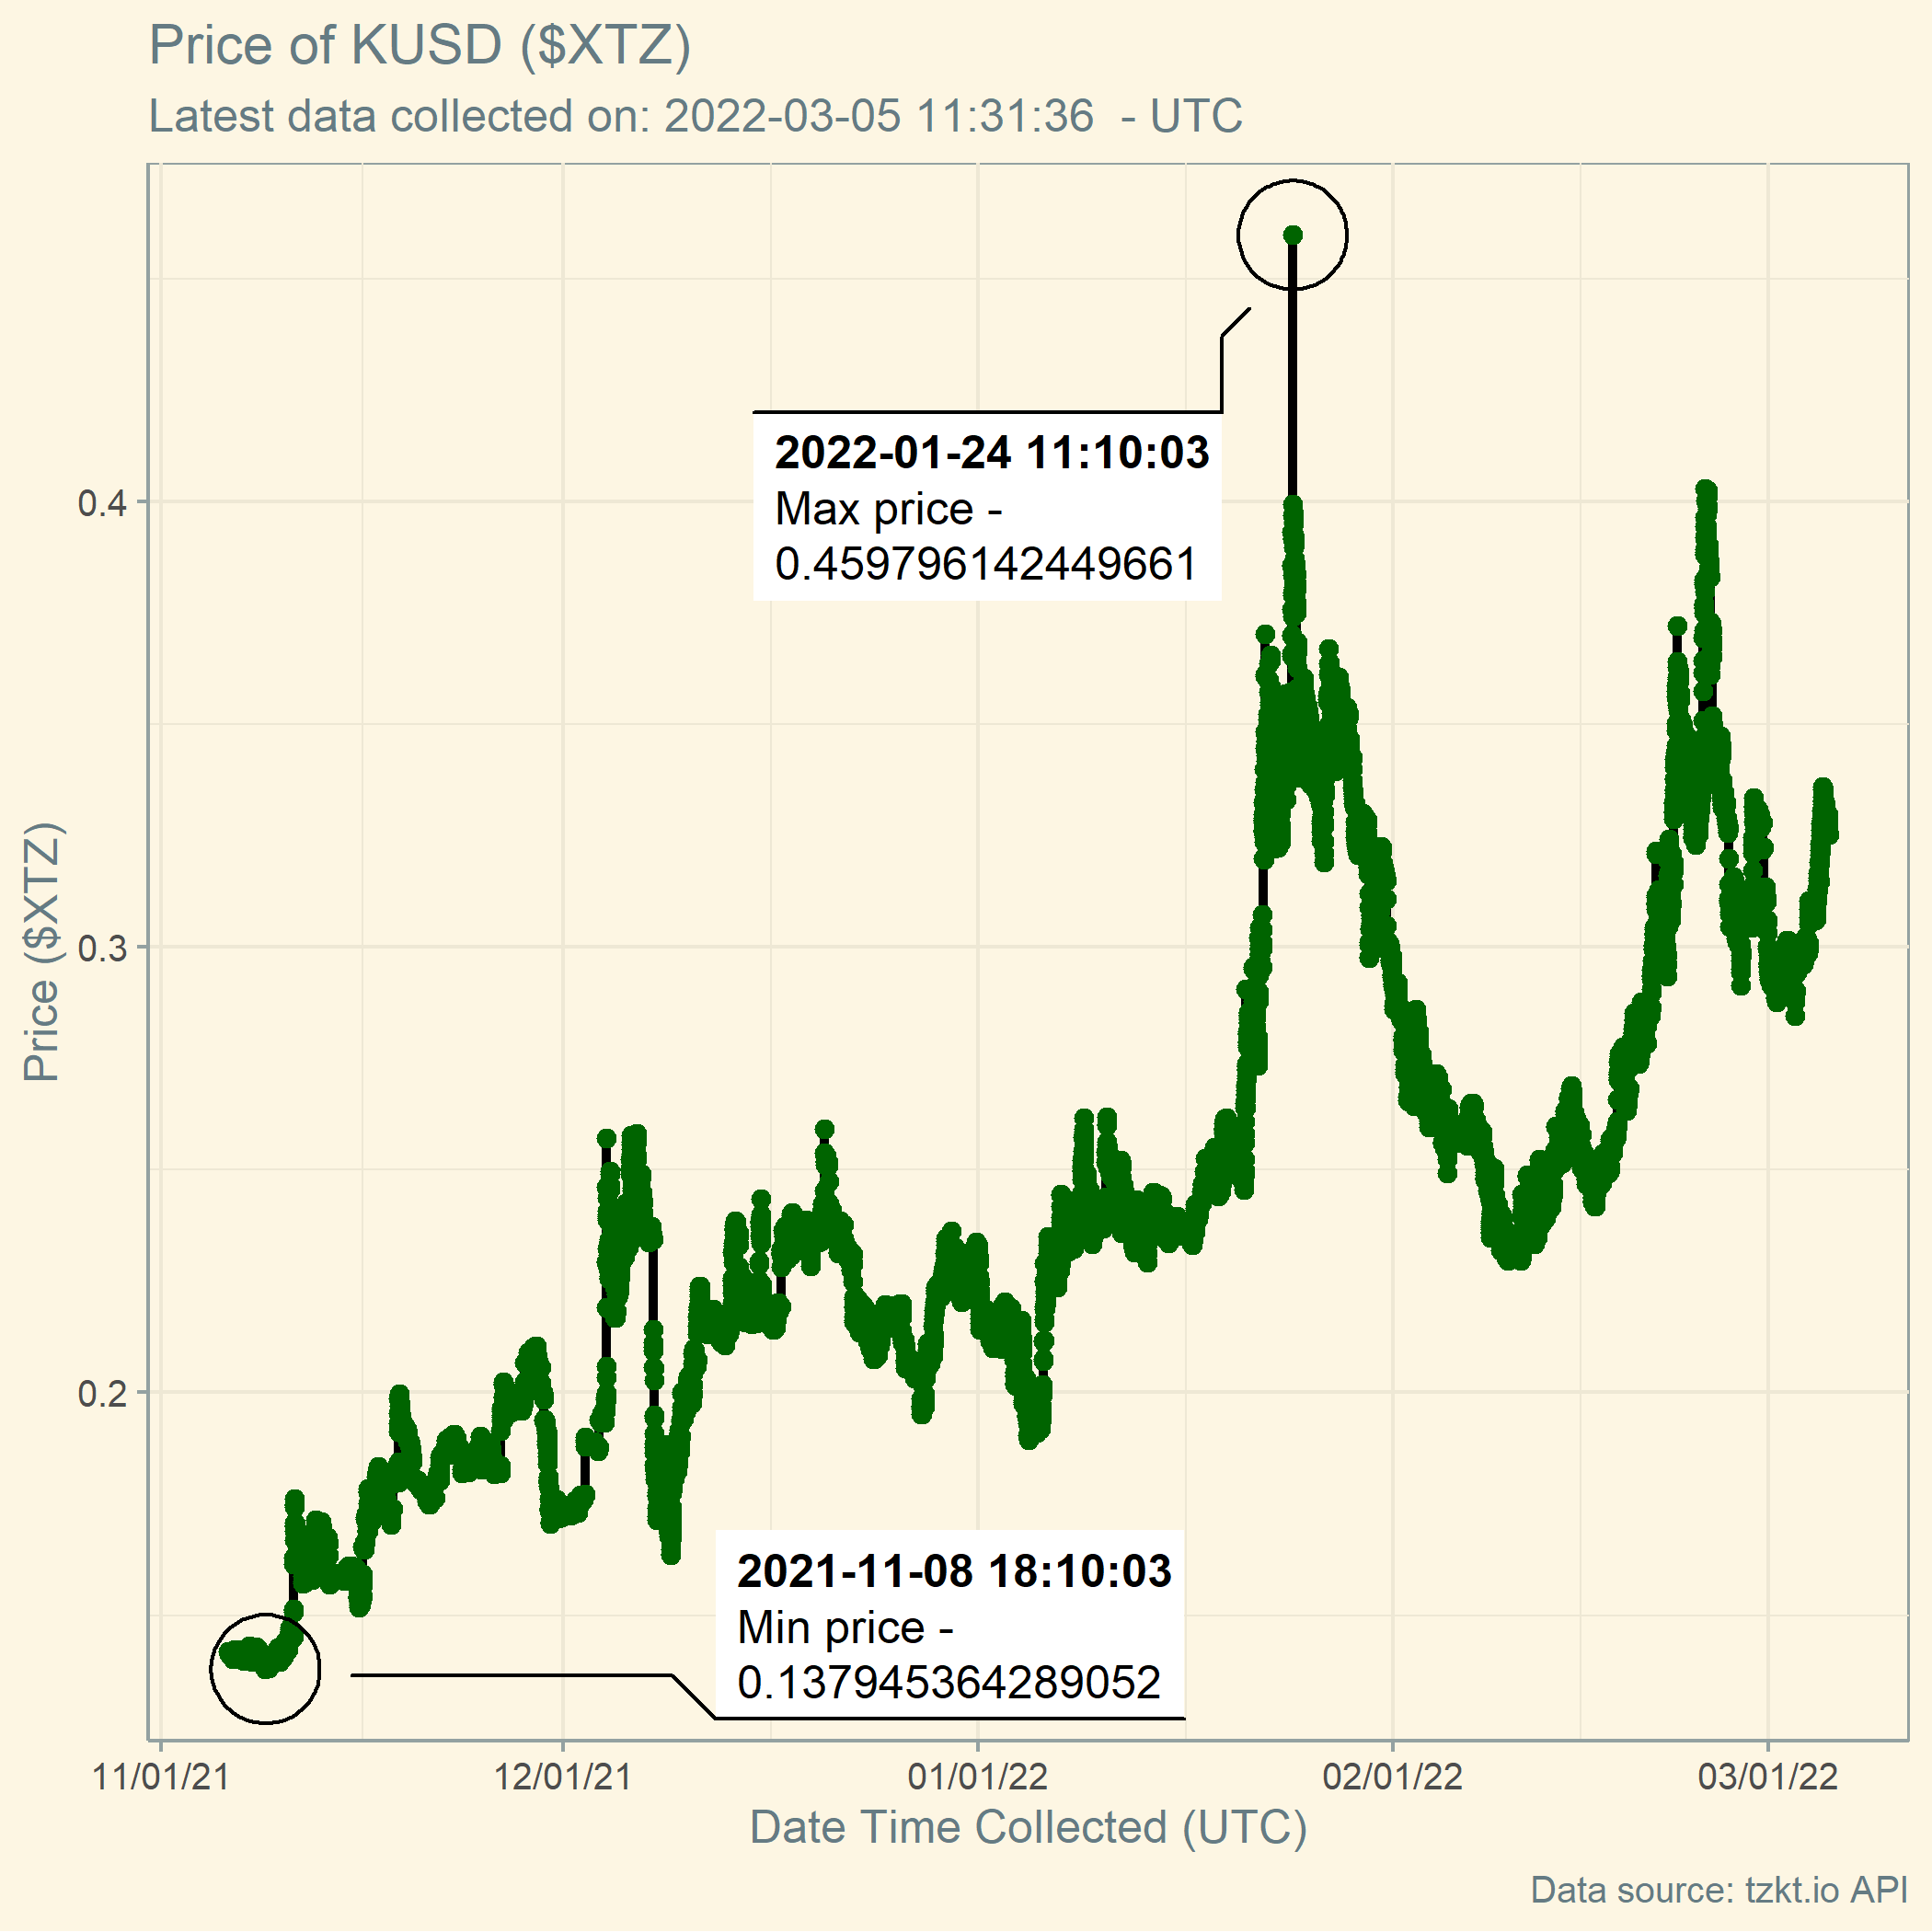 Price of KUSD ($XTZ)
Latest data collected on: 2022-03-05 11:31:36  - UTC
2022-01-24 11:10:03
Max price -
0.459796142449661
0.4
0.3
0.2
Price ($XTZ)
2021-11-08 18:10:03
Min price -
0.137945364289052
11/01/21
12/01/21
01/01/22
02/01/22
03/01/22
Date Time Collected (UTC)
Data source: tzkt.io API